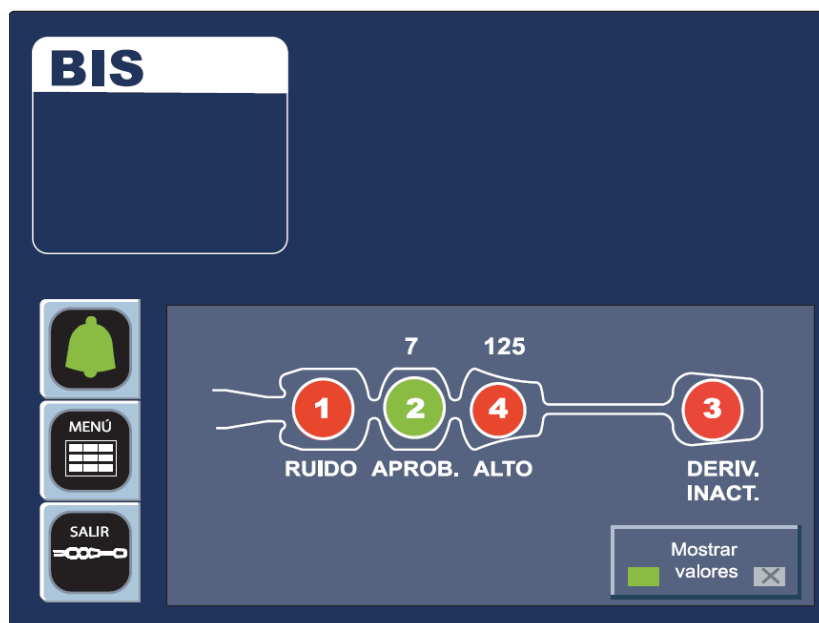 BIS
MENÚ
SALIR
7 125
1 2 4 3
RUIDO APROB. ALTO DERIV.
INACT.
Mostrar
valores